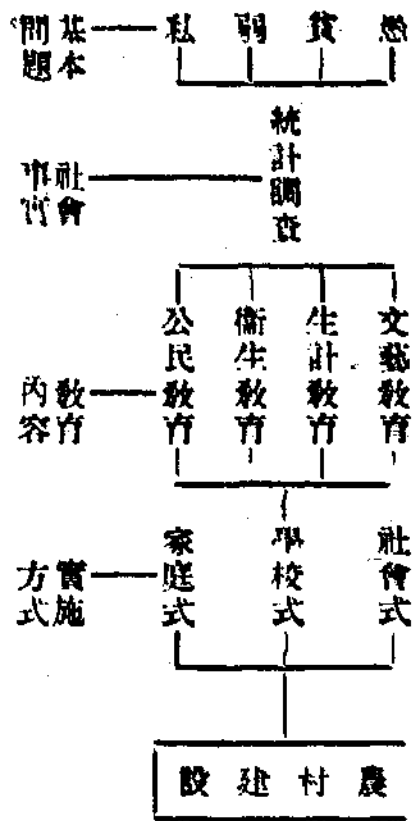 愚
貧
弱
私
基本
問題
統計調查
社會
事實
文藝教育
生計教育
衛生教育
公民教育
教育
內容
社會式
學校式
家庭式
實施
方式
農村建設